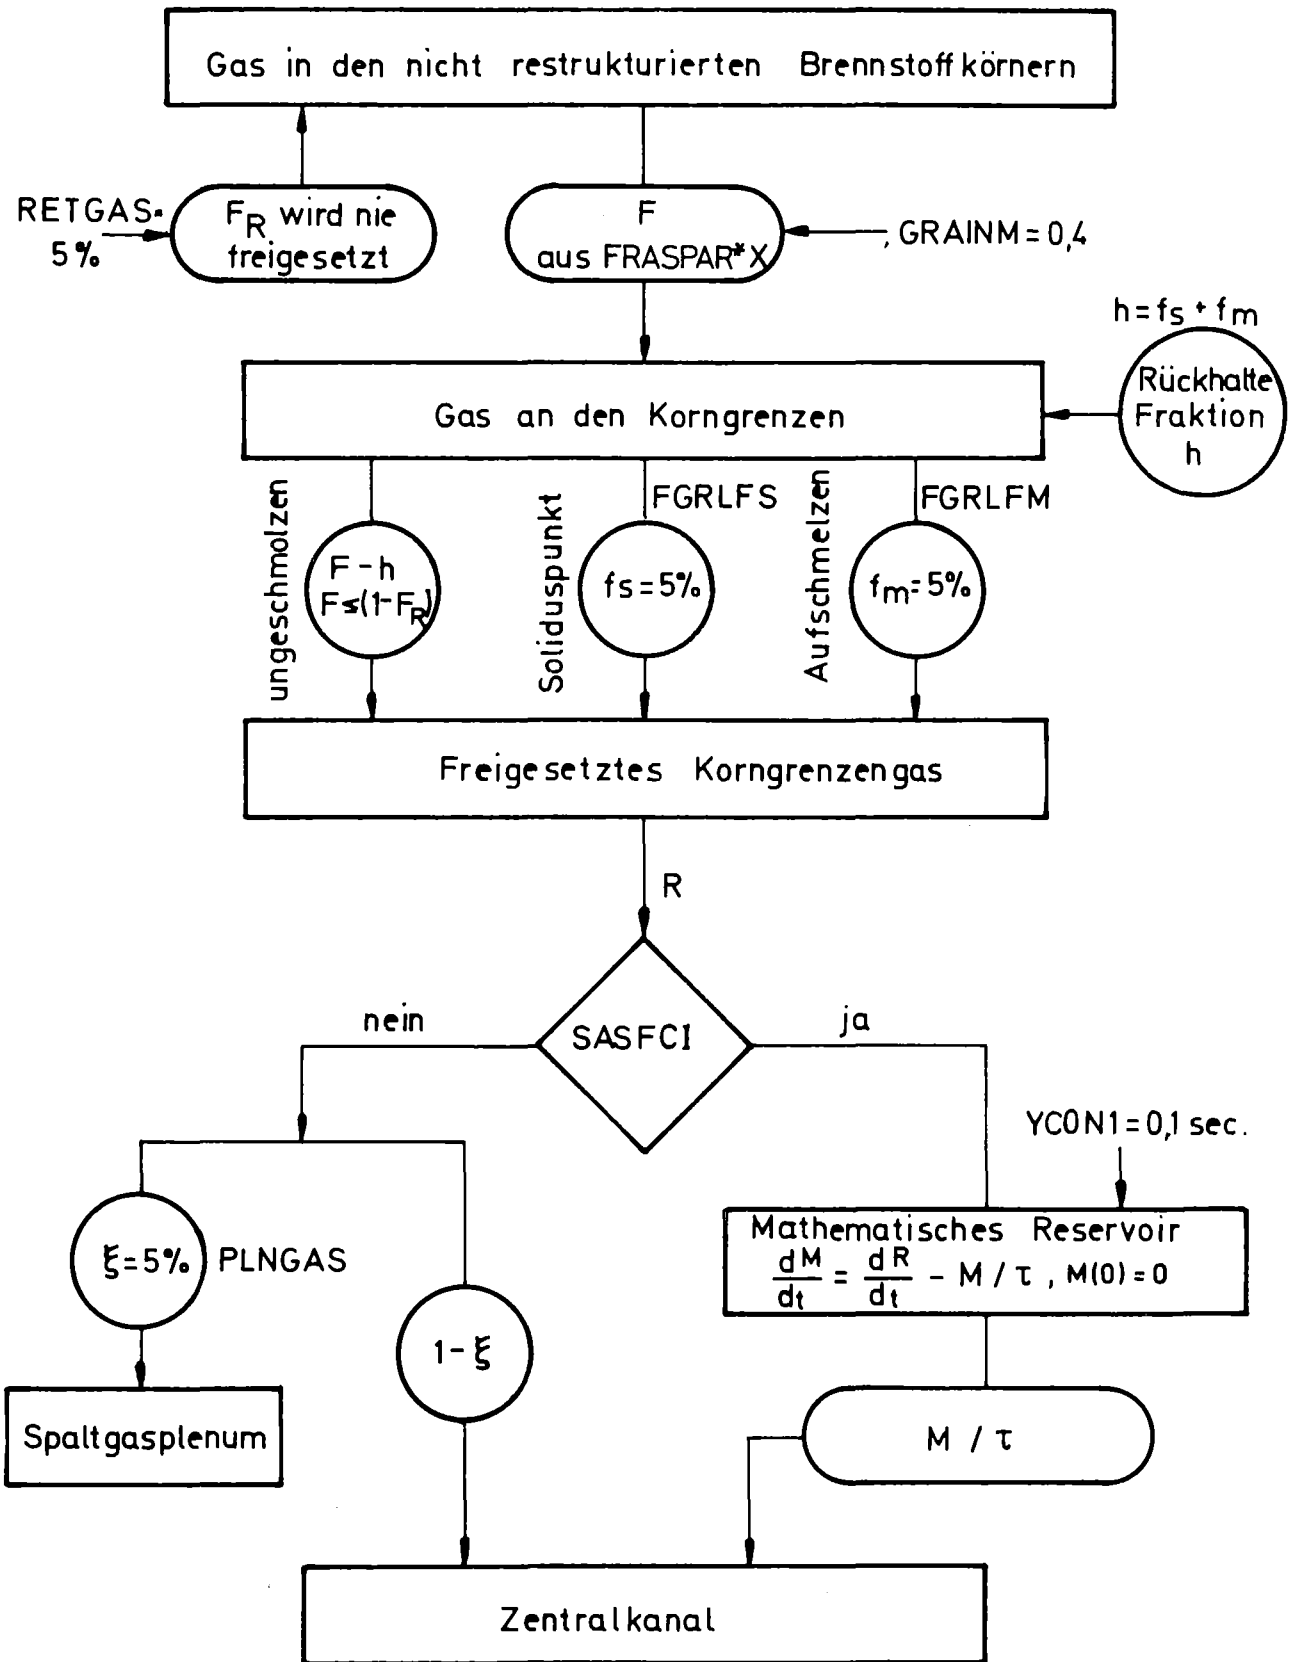 Gas in den nicht restrukturierten Brennstoffkörnern
RETGAS=
5%
F_R wird nie
freigesetzt
F
aus FRASPAR*X
, GRAINM = 0,4
h = fs + fm
Rückhalte
Fraktion
h
Gas an den Korngrenzen
ungeschmolzen
F - h
F ≤ (1-F_R)
Soliduspunkt
FGRLFS
fs = 5%
Aufschmelzen
FGRLFM
fm = 5%
Freigesetztes Korngrenzengas
R
SASFCI
nein
ja
YCON1 = 0,1 sec.
Mathematisches Reservoir
dM/dt = dR/dt - M / τ , M(0) = 0
ξ = 5%
PLNGAS
1 - ξ
Spaltgasplenum
M / τ
Zentralkanal